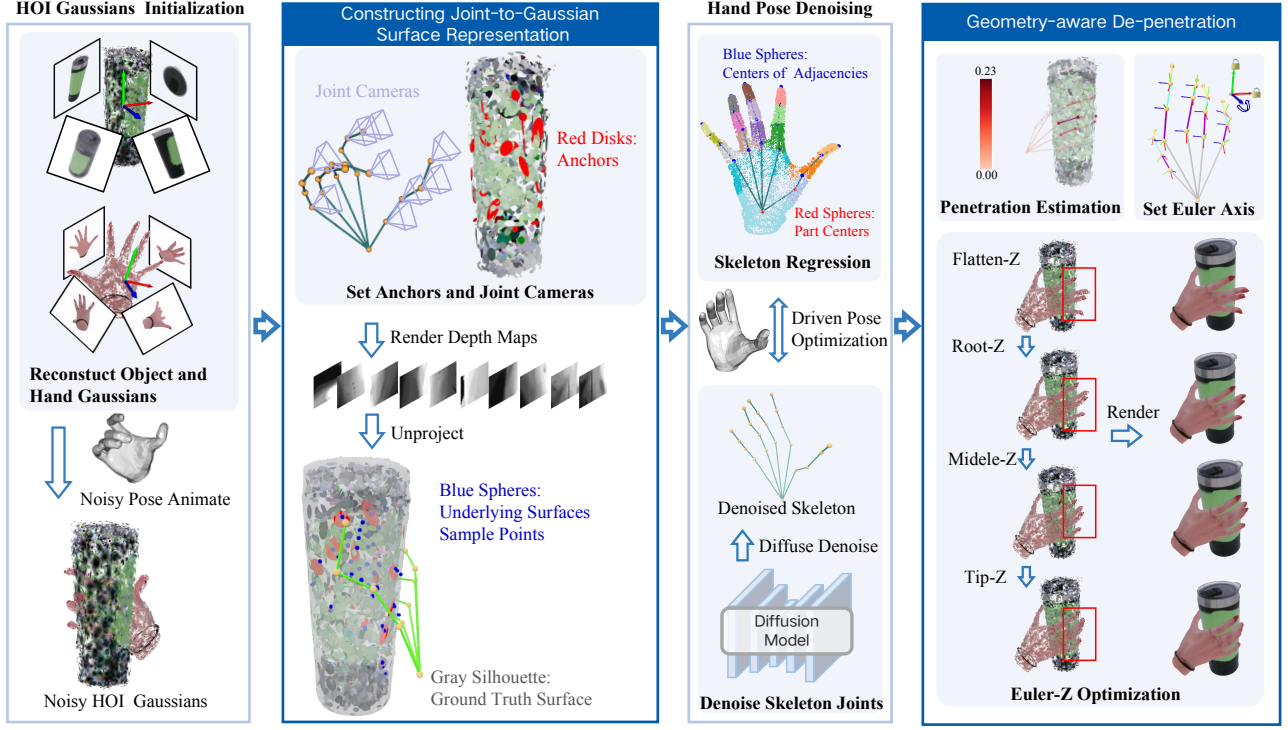 HOI Gaussians Initialization
Reconstuct Object and
Hand Gaussians
Noisy Pose Animate
Noisy HOI Gaussians
Constructing Joint-to-Gaussian
Surface Representation
Joint Cameras
Red Disks:
Anchors
Set Anchors and Joint Cameras
Render Depth Maps
Unproject
Blue Spheres:
Underlying Surfaces
Sample Points
Gray Silhouette:
Ground Truth Surface
Hand Pose Denoising
Blue Spheres:
Centers of Adjacencies
Red Spheres:
Part Centers
Skeleton Regression
Driven Pose
Optimization
Denoised Skeleton
Diffuse Denoise
Diffusion
Model
Denoise Skeleton Joints
Geometry-aware De-penetration
0.23
0.00
Penetration Estimation
Set Euler Axis
Flatten-Z
Root-Z
Render
Midele-Z
Tip-Z
Euler-Z Optimization